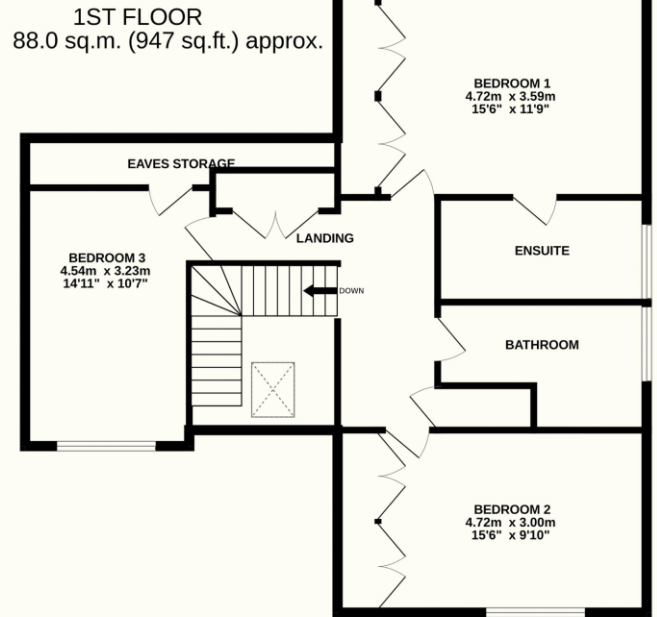 1ST FLOOR
88.0 sq.m. (947 sq.ft.) approx.
BEDROOM 1
4.72m x 3.59m
15'6" x 11'9"
EAVES STORAGE
LANDING
BEDROOM 3
4.54m x 3.23m
14'11" x 10'7"
ENSUITE
DOWN
BATHROOM
BEDROOM 2
4.72m x 3.00m
15'6" x 9'10"